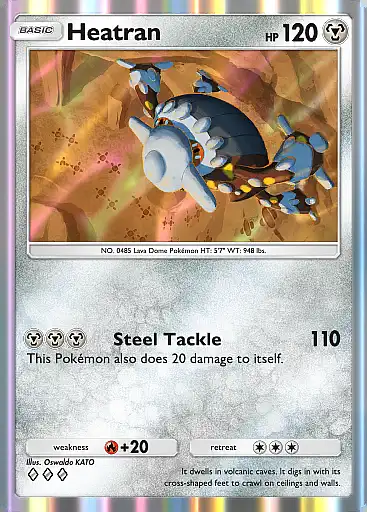 BASIC
Heatran
HP 120
NO. 0485 Lava Dome Pokémon HT: 5'7" WT: 948 lbs.
Steel Tackle 110
This Pokémon also does 20 damage to itself.
weakness +20 retreat
Illus. Oswaldo KATO
It dwells in volcanic caves. It digs in with its
cross-shaped feet to crawl on ceilings and walls.